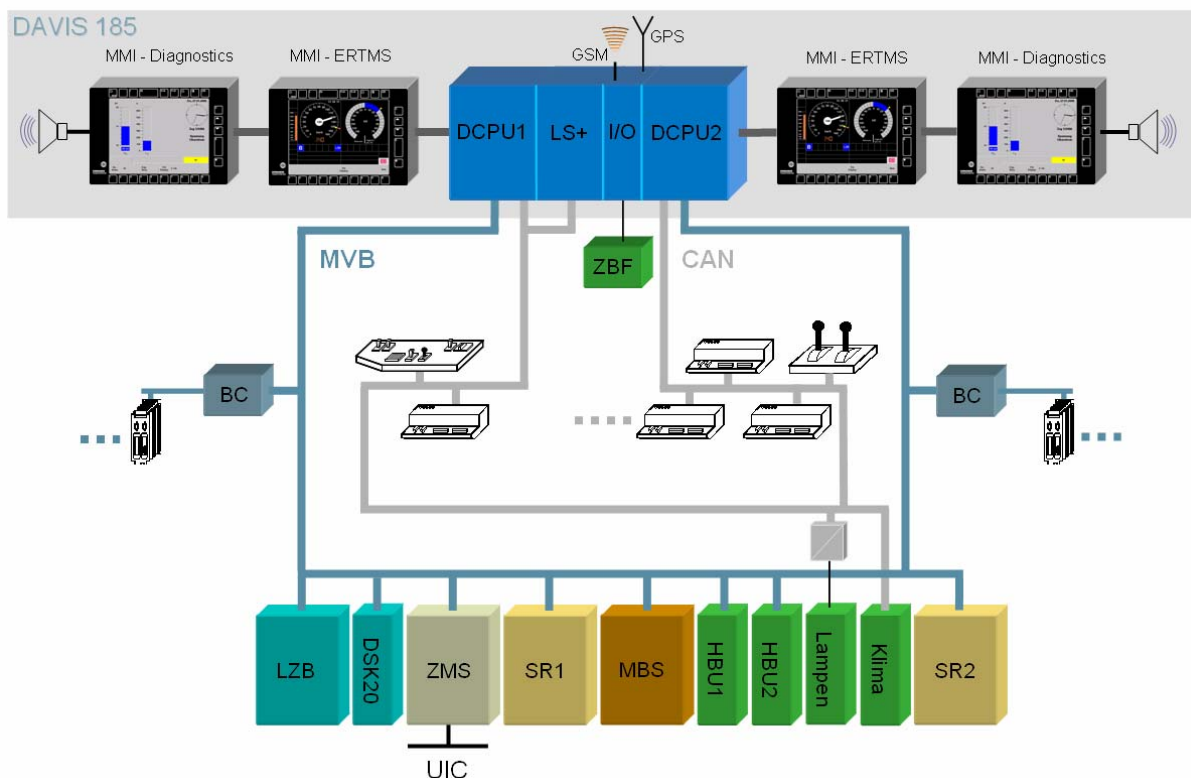 DAVIS 185
MMI - Diagnostics
MMI - ERTMS
GSM
GPS
MMI - ERTMS
MMI - Diagnostics
DCPU1
LS+
I/O
DCPU2
MVB
ZBF
CAN
BC
BC
LZB
DSK20
ZMS
SR1
MBS
HBU1
HBU2
Lampen
Klima
SR2
UIC